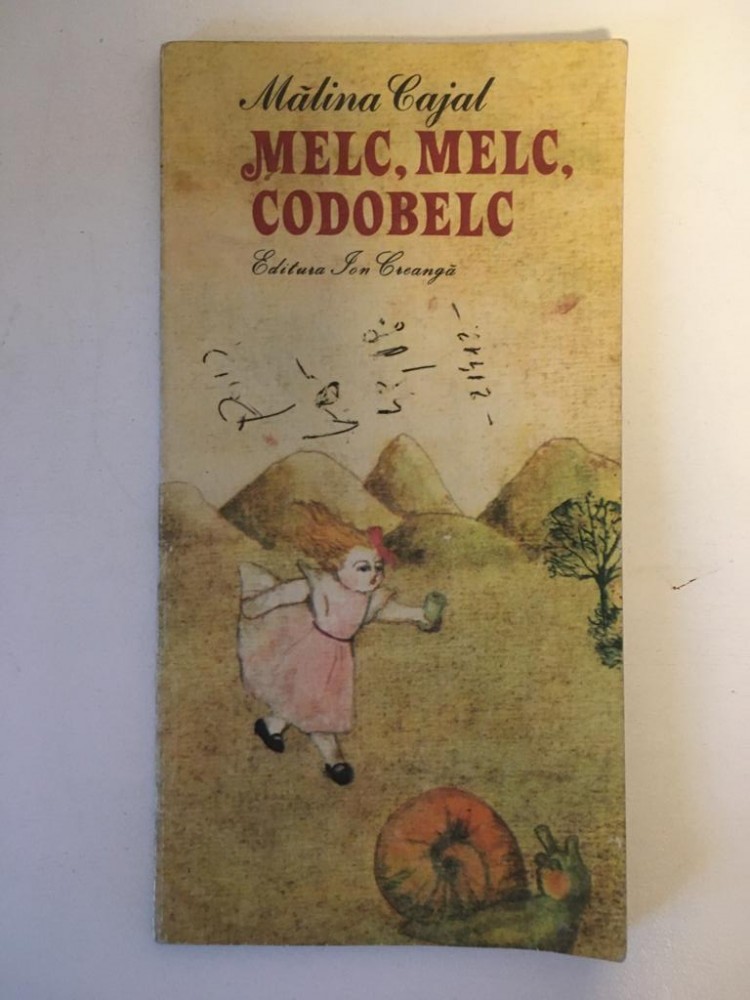 Mălina Cajal
MELC, MELC,
CODOBELC
Editura Ion Creangă